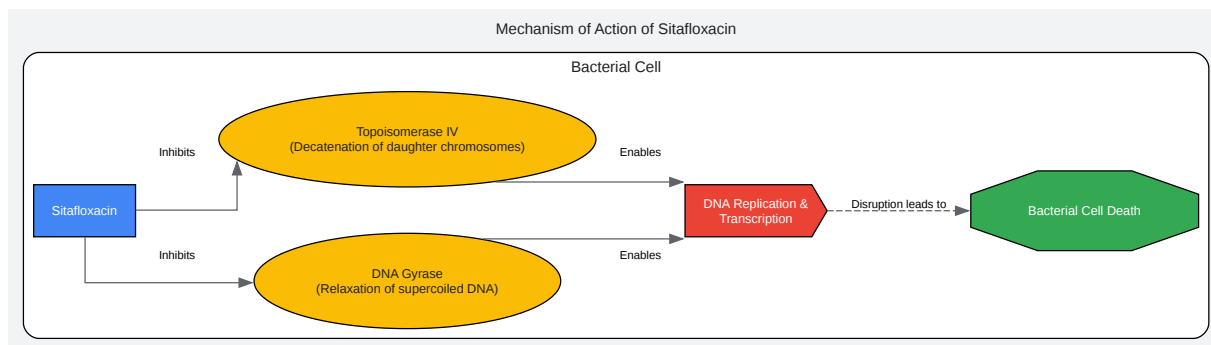 Mechanism of Action of Sitafloxacin
Bacterial Cell
Topoisomerase IV
(Decatenation of daughter chromosomes)
Inhibits
Enables
Sitafloxacin
DNA Replication &
Transcription
Disruption leads to
Bacterial Cell Death
Inhibits
Enables
DNA Gyrase
(Relaxation of supercoiled DNA)